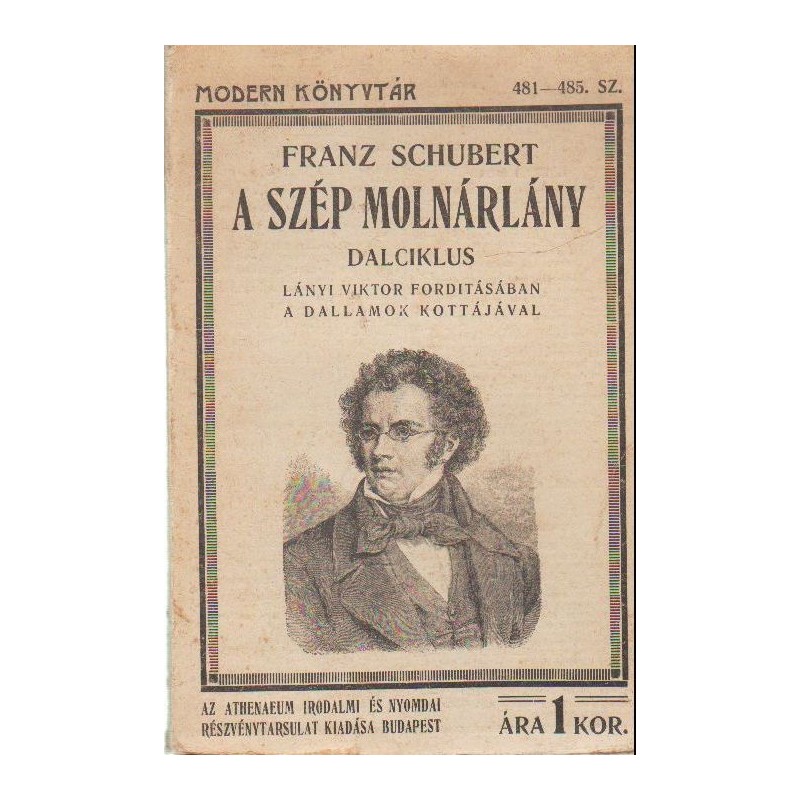 MODERN KÖNYVTÁR 481—485. SZ.
FRANZ SCHUBERT
A SZÉP MOLNÁRLÁNY
DALCIKLUS
LÁNYI VIKTOR FORDITÁSÁBAN
A DALLAMOK KOTTÁJÁVAL
AZ ATHENAEUM IRODALMI ÉS NYOMDAI
RÉSZVÉNYTARSULAT KIADÁSA BUDAPEST
ÁRA 1 KOR.